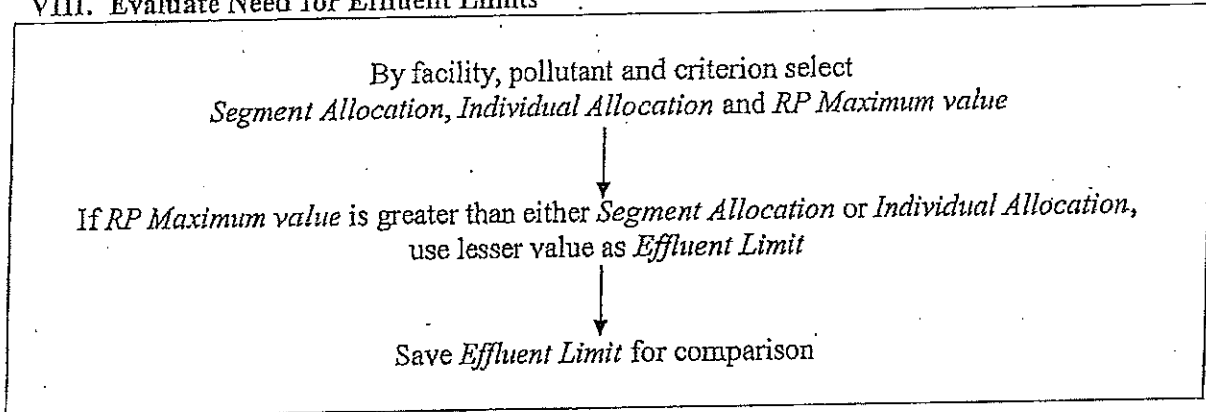 VIII. Evaluate Need for Effluent Limits
By facility, pollutant and criterion select
Segment Allocation, Individual Allocation and RP Maximum value
If RP Maximum value is greater than either Segment Allocation or Individual Allocation,
use lesser value as Effluent Limit
Save Effluent Limit for comparison